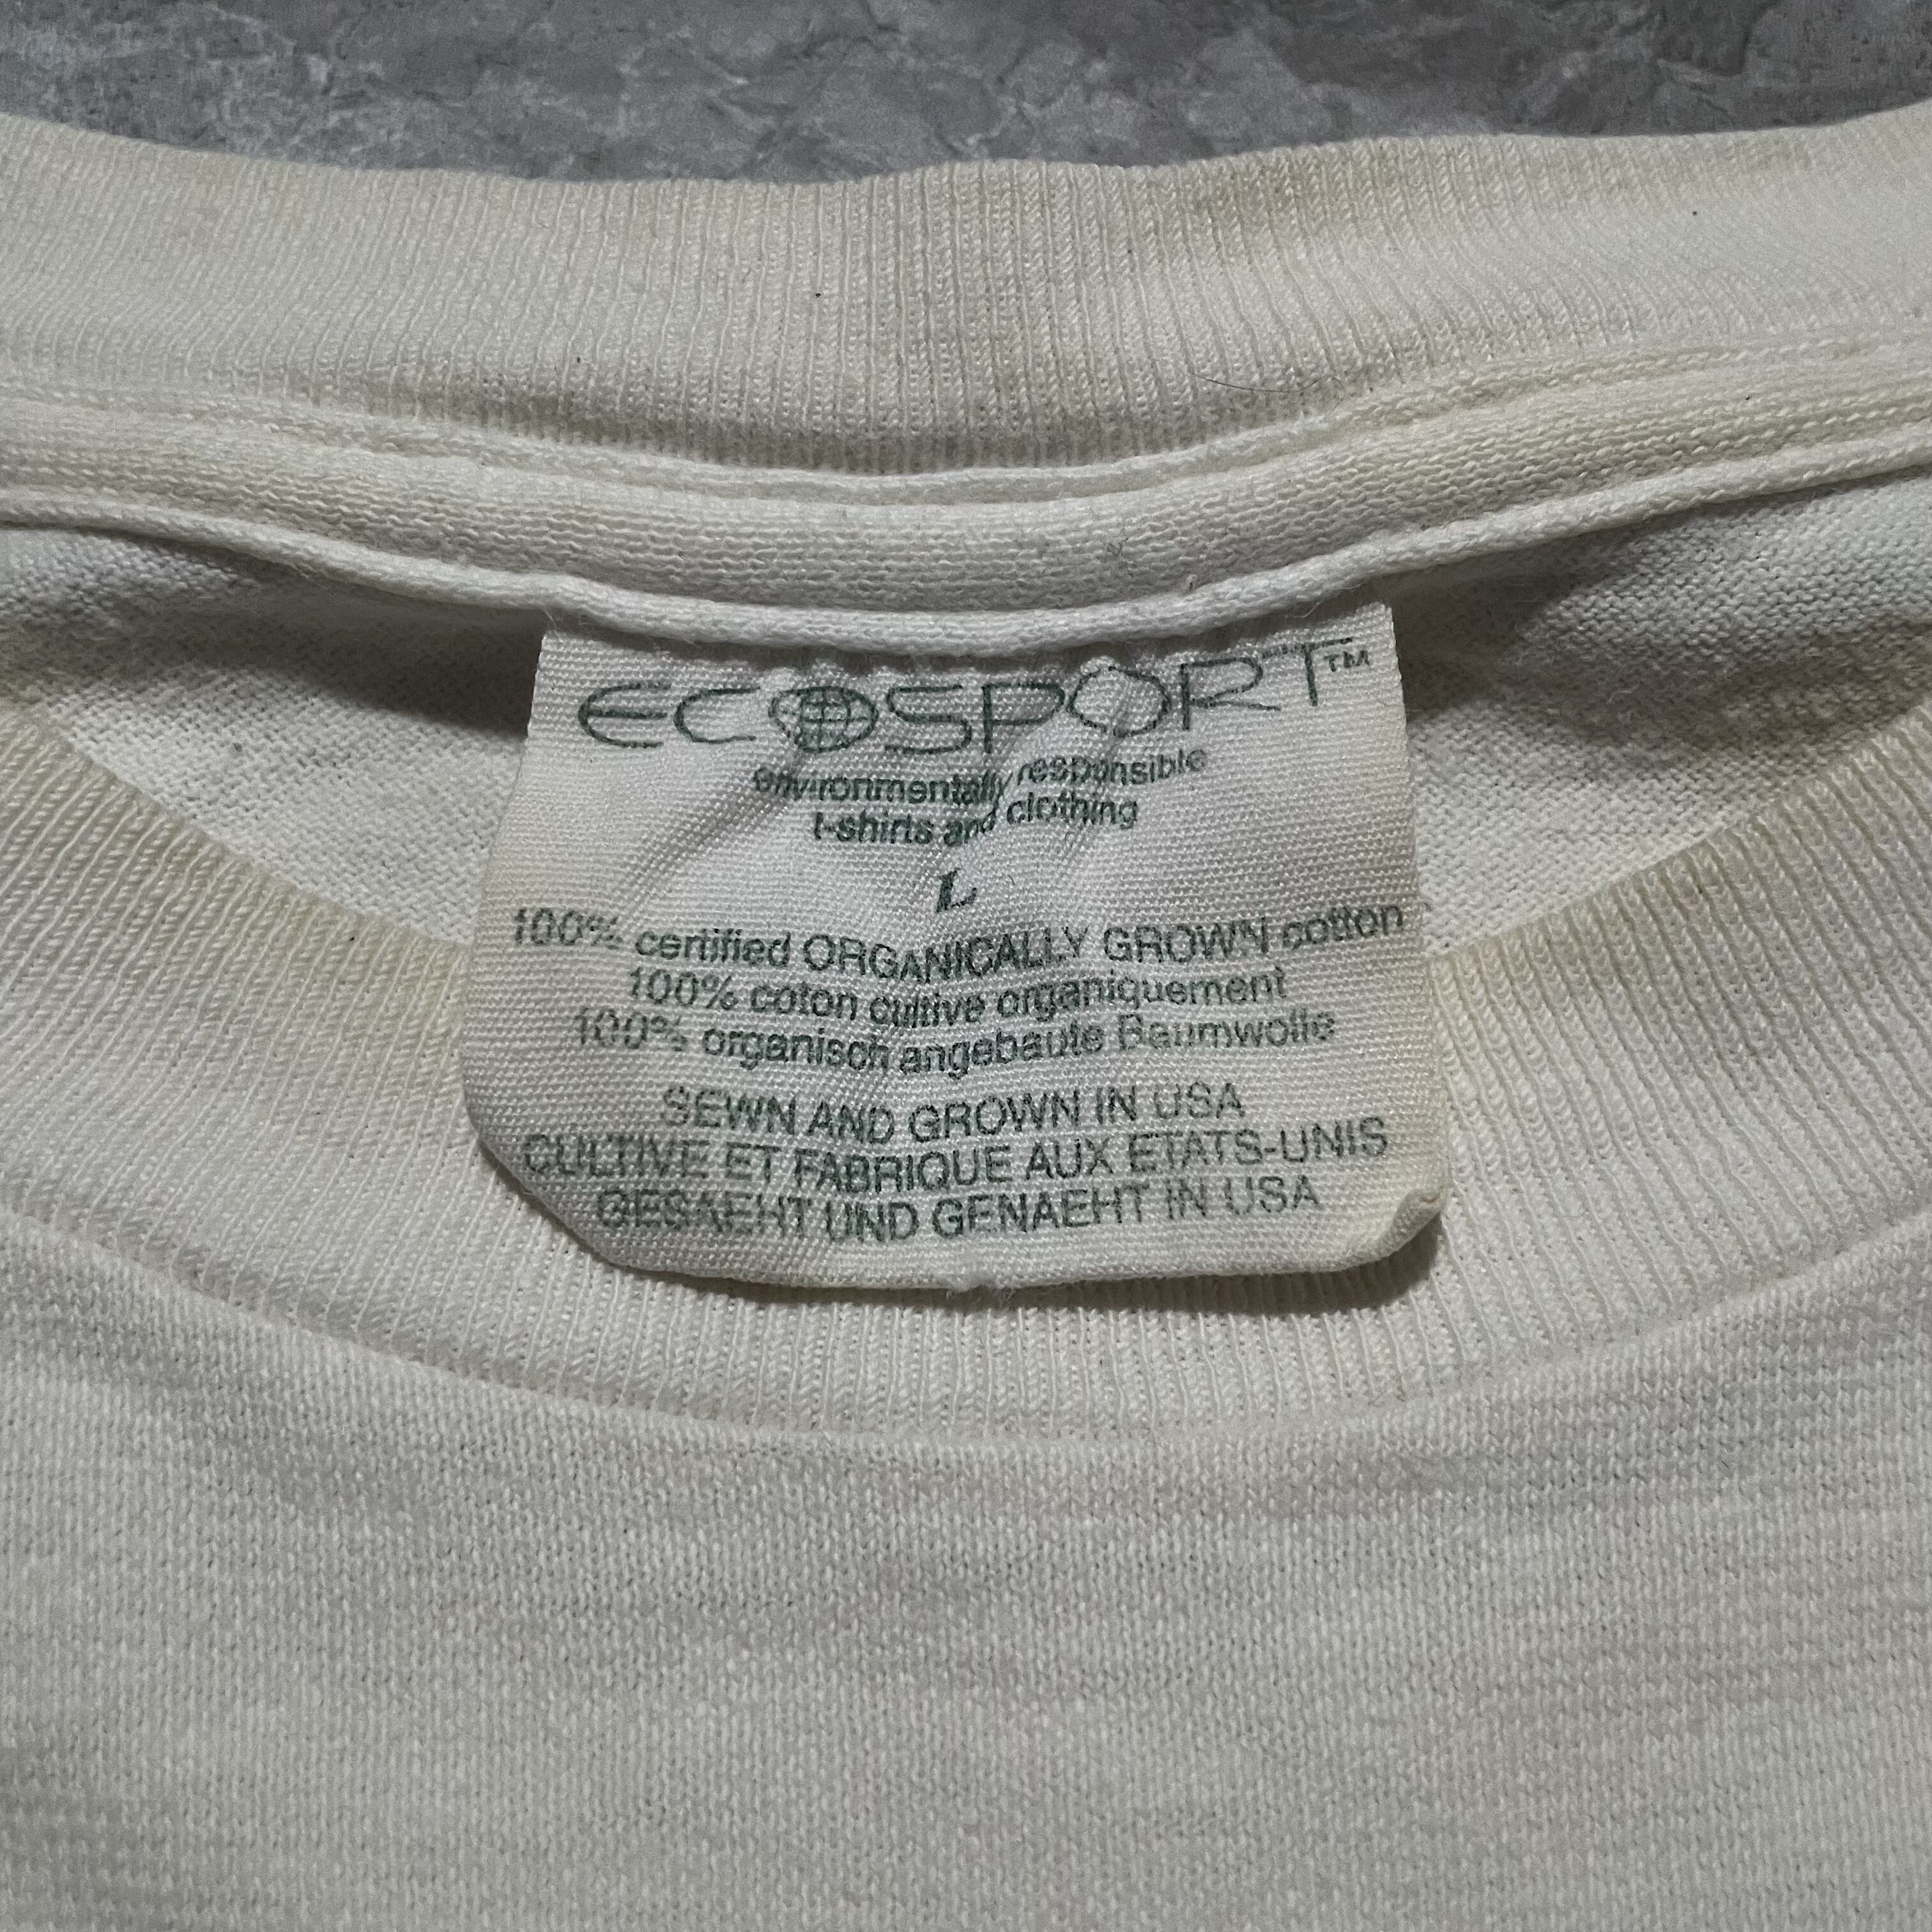 ECOSPORT™
environmentally responsible
t-shirts and clothing
L
100% certified ORGANICALLY GROWN cotton
100% coton cultive organiquement
100% organisch angebaute Baumwolle
SEWN AND GROWN IN USA
CULTIVE ET FABRIQUE AUX ETATS-UNIS
GESAEHT UND GENAEHT IN USA